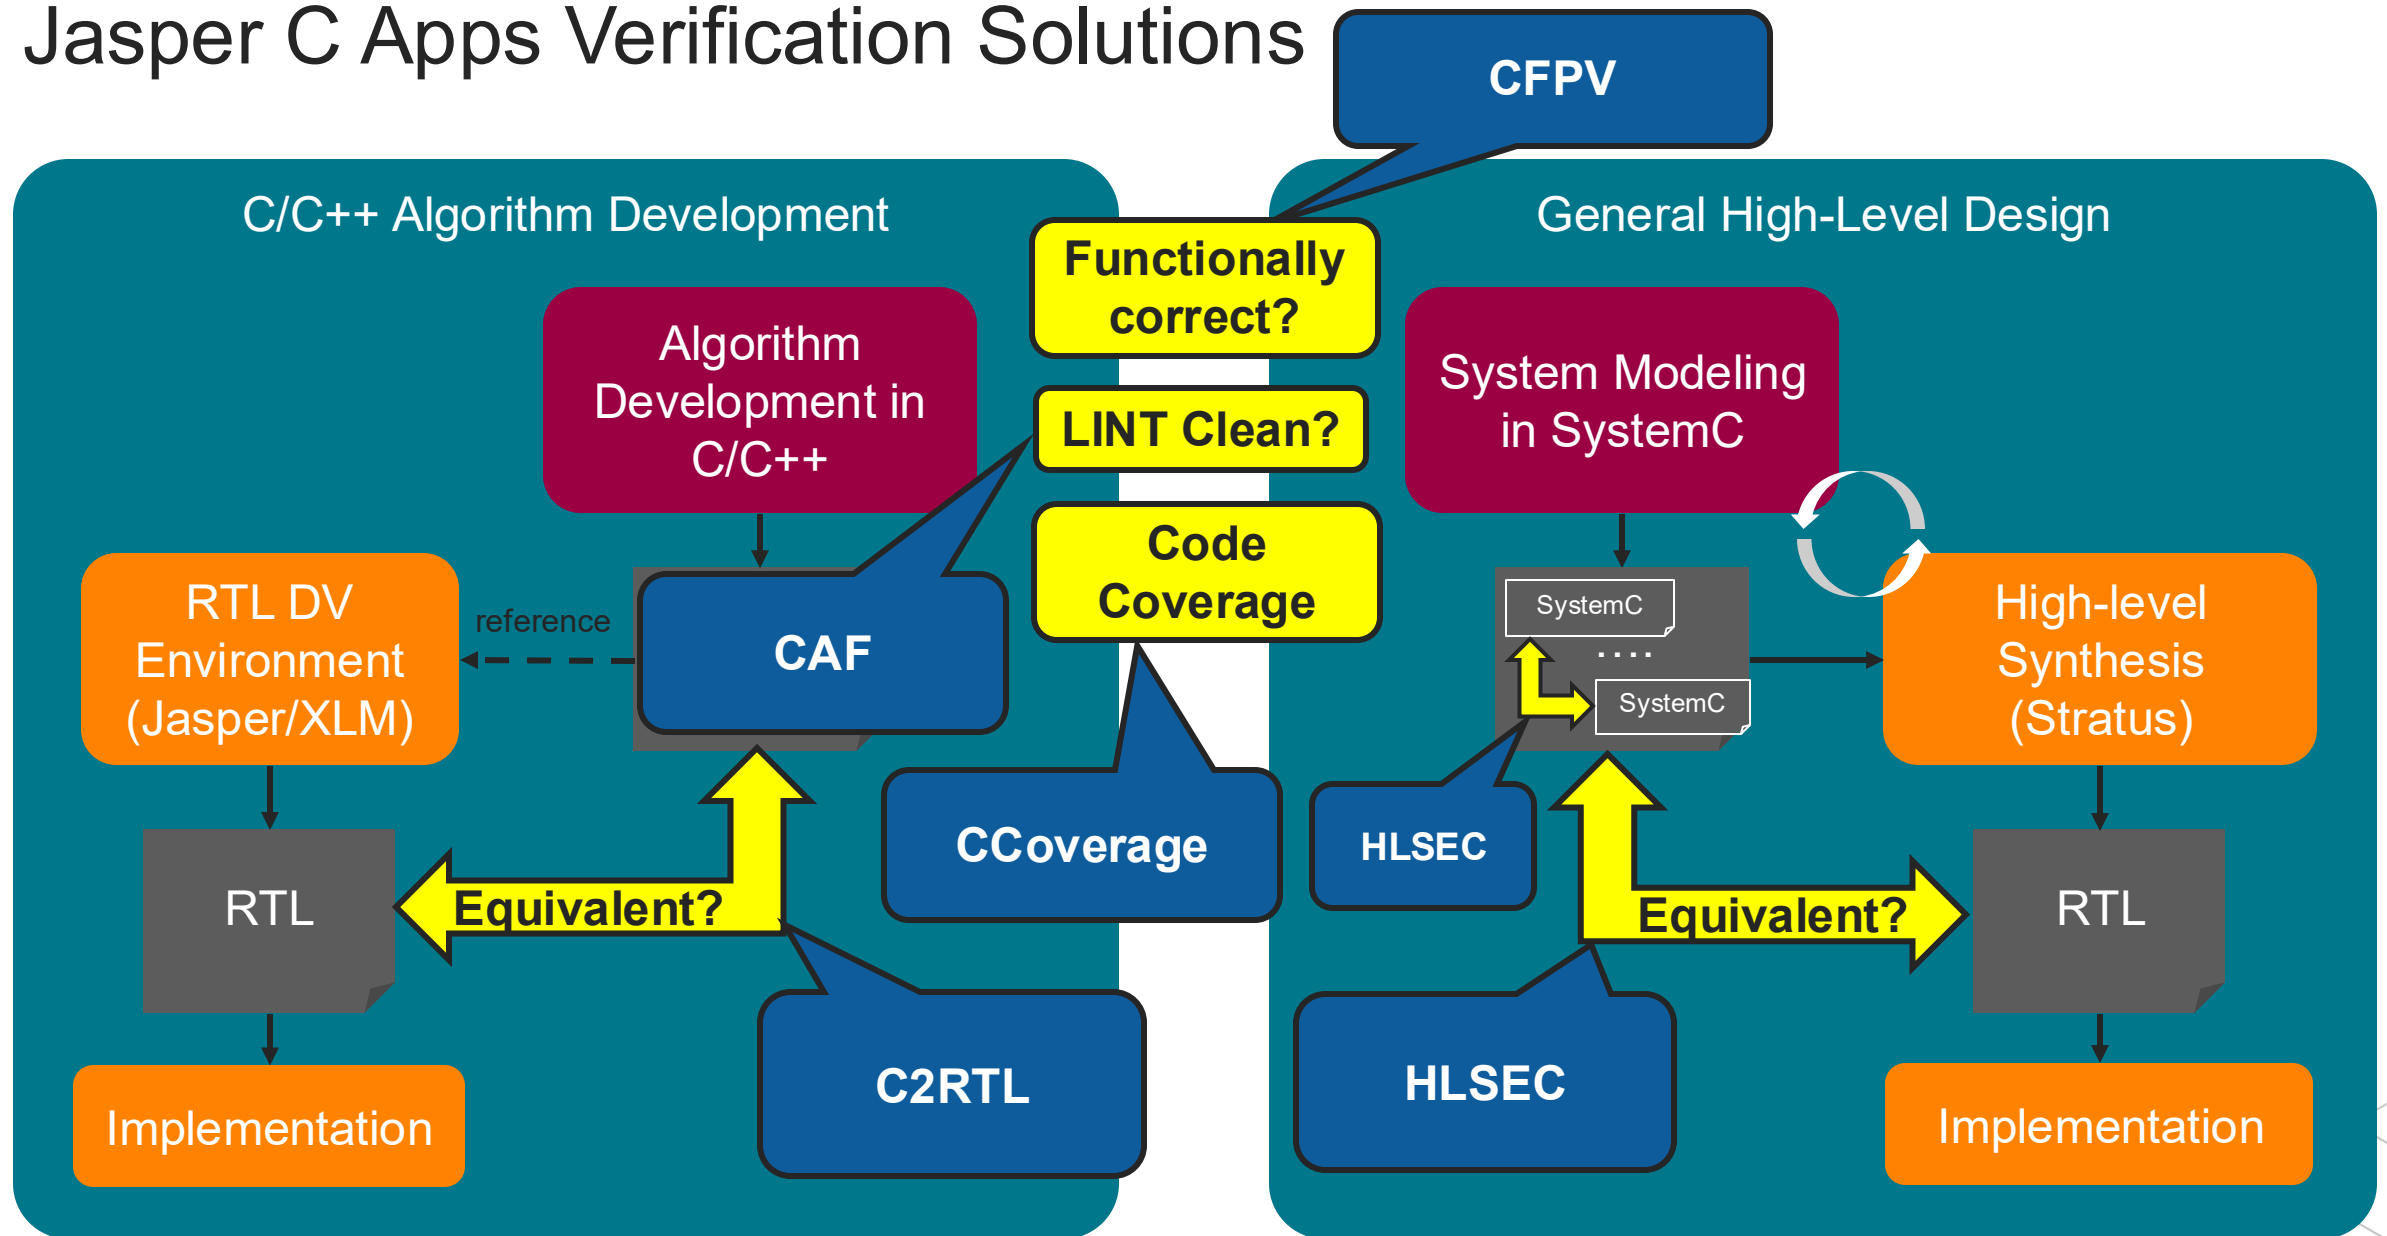 Jasper C Apps Verification Solutions
CFPV
C/C++ Algorithm Development
General High-Level Design
Functionally
correct?
Algorithm
Development in
C/C++
LINT Clean?
System Modeling
in SystemC
Code
Coverage
RTL DV
Environment
(Jasper/XLM)
reference
CAF
SystemC
....
SystemC
High-level
Synthesis
(Stratus)
CCoverage
HLSEC
RTL
Equivalent?
Equivalent?
RTL
C2RTL
HLSEC
Implementation
Implementation